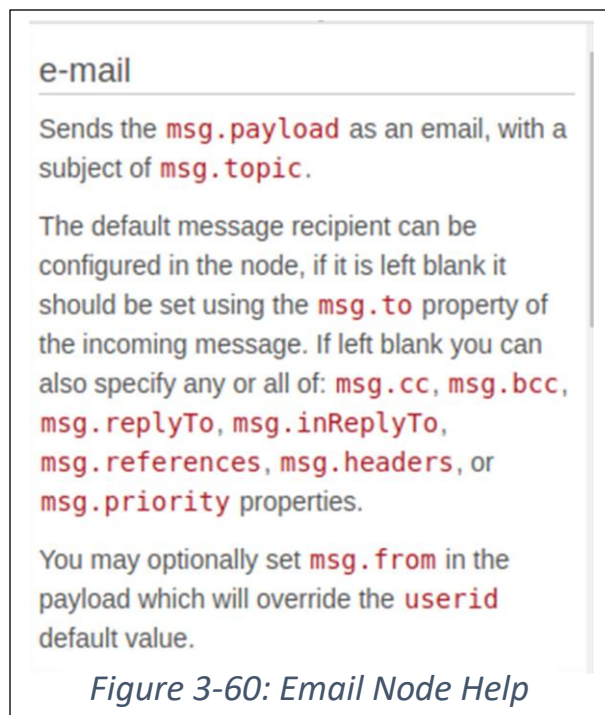 e-mail
Sends the msg.payload as an email, with a
subject of msg.topic.
The default message recipient can be
configured in the node, if it is left blank it
should be set using the msg.to property of
the incoming message. If left blank you can
also specify any or all of: msg.cc, msg.bcc,
msg.replyTo, msg.inReplyTo,
msg.references, msg.headers, or
msg.priority properties.
You may optionally set msg.from in the
payload which will override the userid
default value.
Figure 3-60: Email Node Help